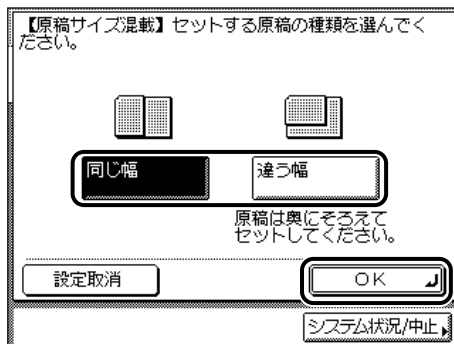 【原稿サイズ混載】セットする原稿の種類を選んでく
ださい。
同じ幅
違う幅
原稿は奥にそろえて
セットしてください。
設定取消
OK
システム状況/中止